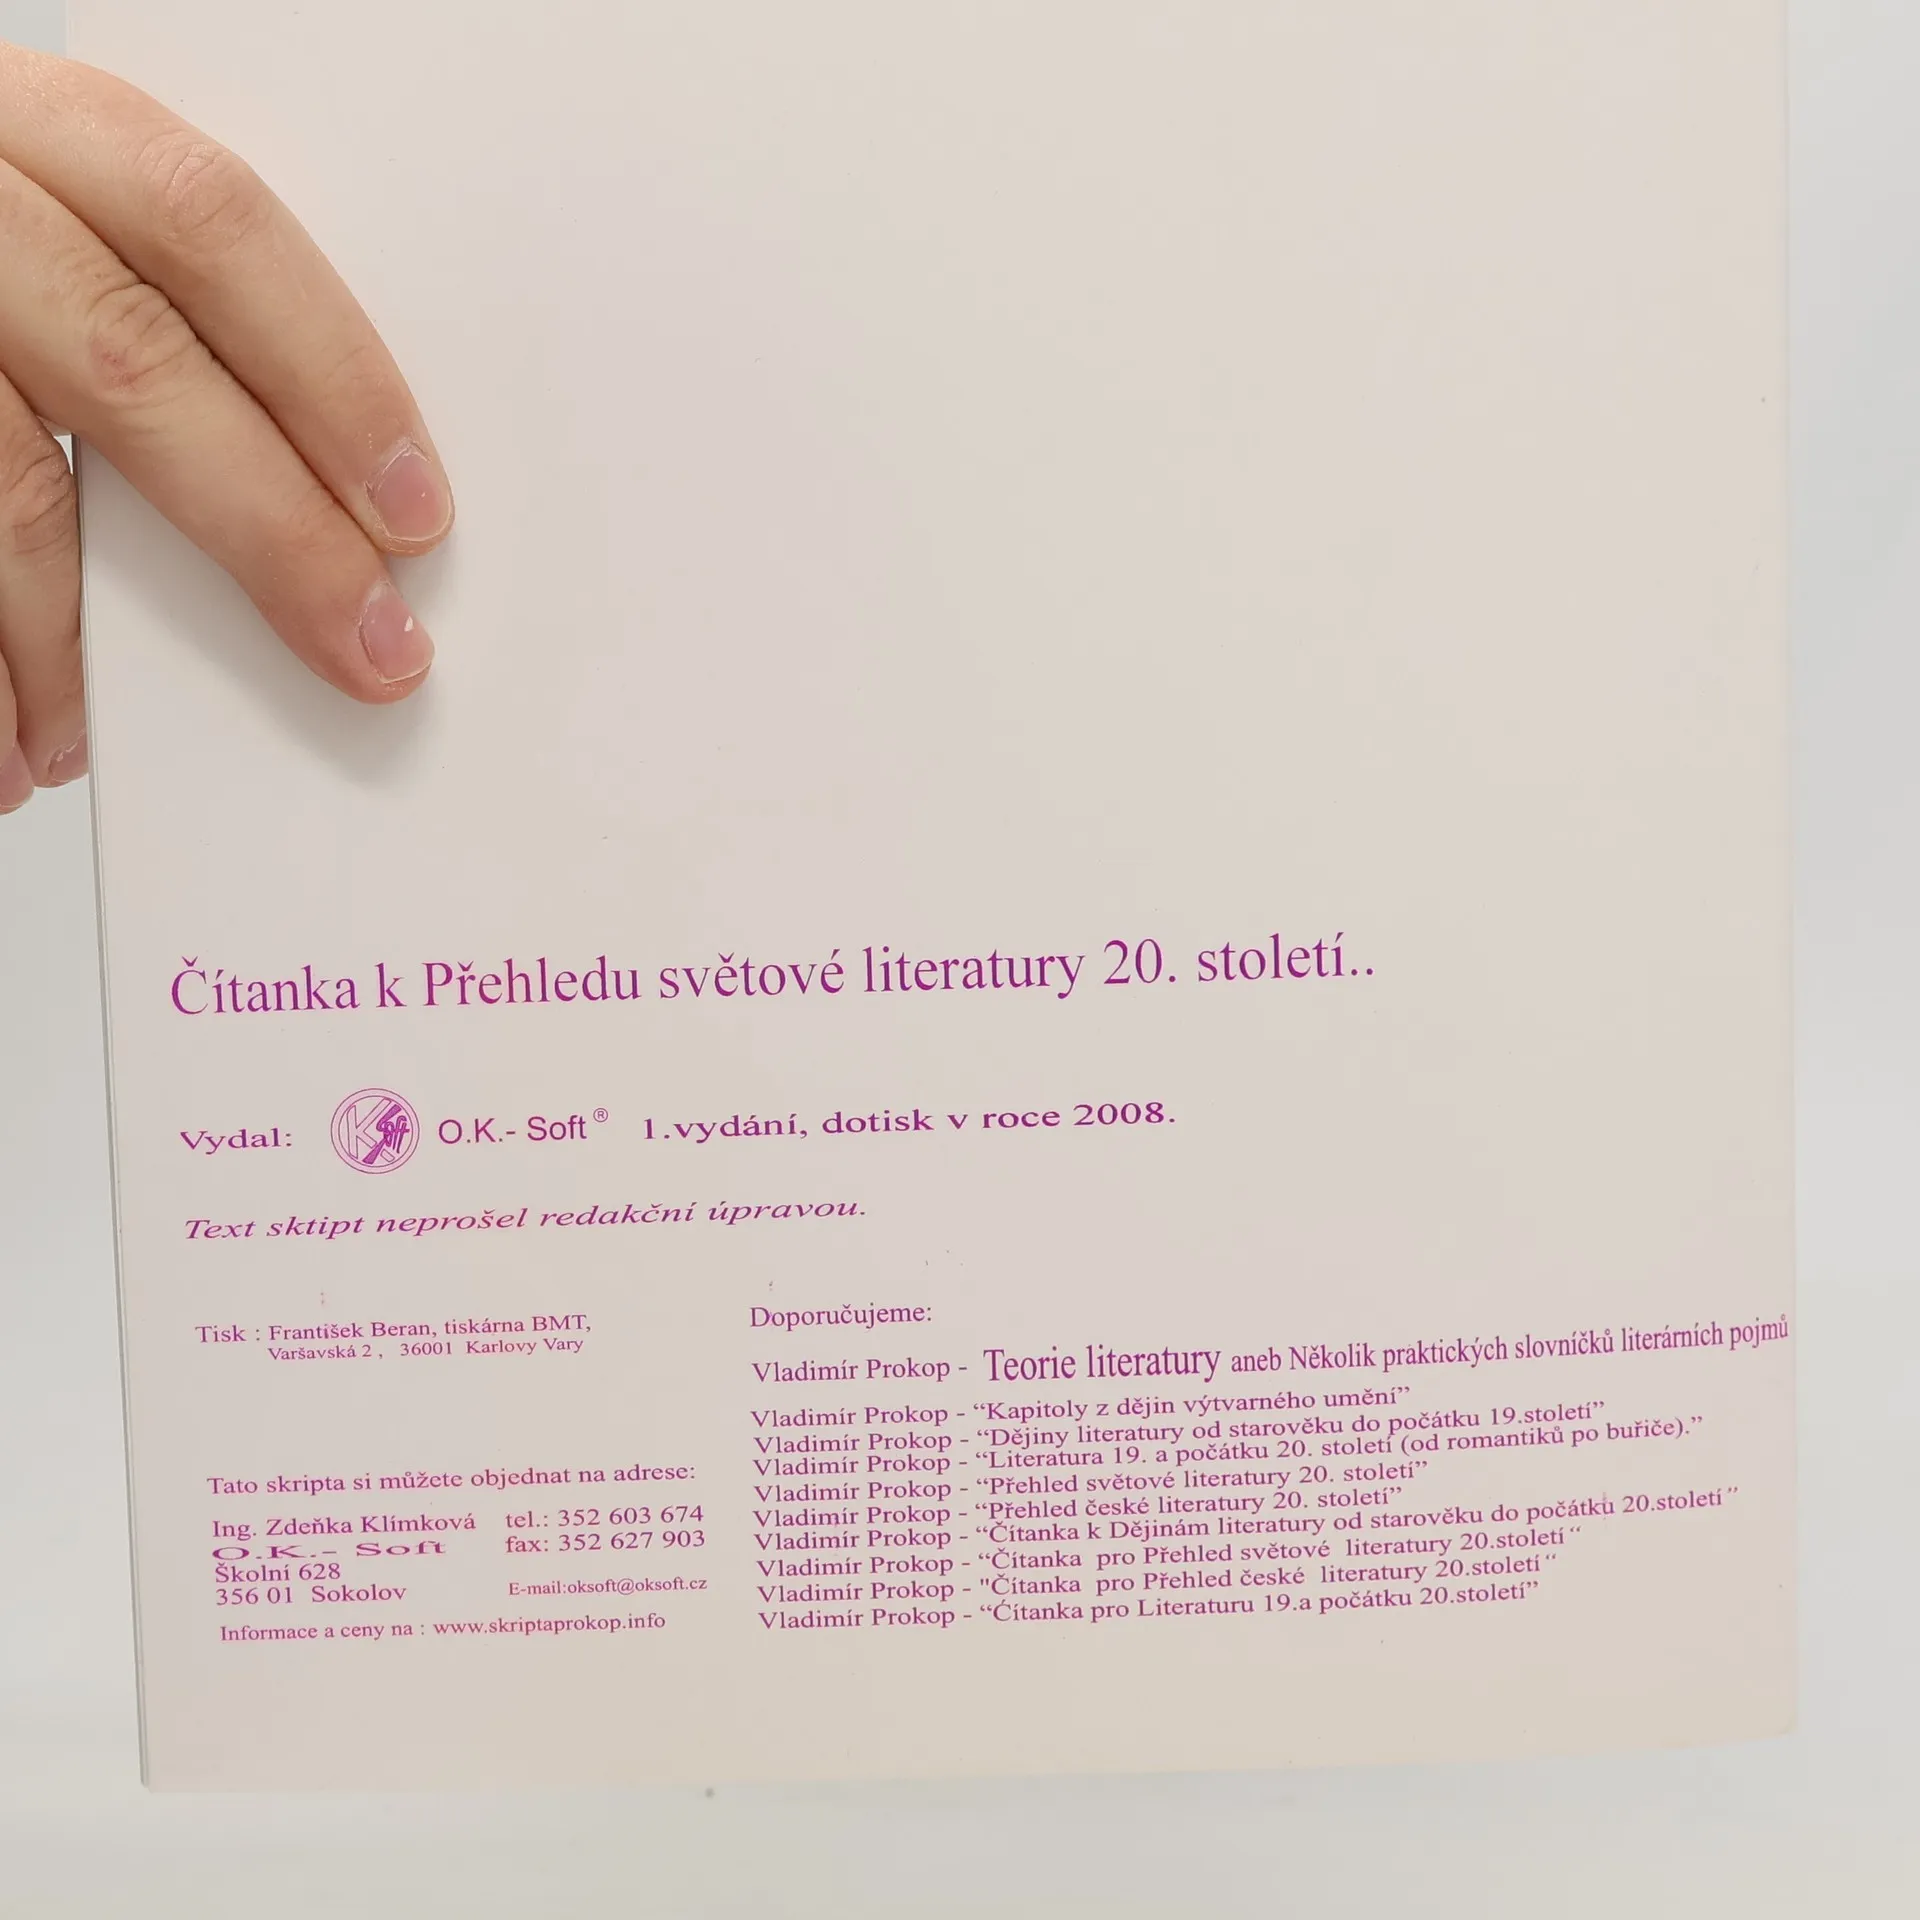 Čítanka k Přehledu světové literatury 20. století..
Vydal: K Soft O.K.- Soft® 1.vydání, dotisk v roce 2008.
Text sktipt neprošel redakční úpravou.
Tisk : František Beran, tiskárna BMT,
Varšavská 2 , 36001 Karlovy Vary
Tato skripta si můžete objednat na adrese:
Ing. Zdeňka Klímková tel.: 352 603 674
O.K.- Soft fax: 352 627 903
Školní 628
356 01 Sokolov E-mail:oksoft@oksoft.cz
Informace a ceny na : www.skriptaprokop.info
Doporučujeme:
Vladimír Prokop - Teorie literatury aneb Několik praktických slovníčků literárních pojmů
Vladimír Prokop - “Kapitoly z dějin výtvarného umění”
Vladimír Prokop - “Dějiny literatury od starověku do počátku 19.století”
Vladimír Prokop - “Literatura 19. a počátku 20. století (od romantiků po buřiče).”
Vladimír Prokop - “Přehled světové literatury 20. století”
Vladimír Prokop - “Přehled české literatury 20. století”
Vladimír Prokop - “Čítanka k Dějinám literatury od starověku do počátku 20.století ”
Vladimír Prokop - “Čítanka pro Přehled světové literatury 20.století “
Vladimír Prokop - "Čítanka pro Přehled české literatury 20.století “
Vladimír Prokop - “Čítanka pro Literaturu 19.a počátku 20.století”